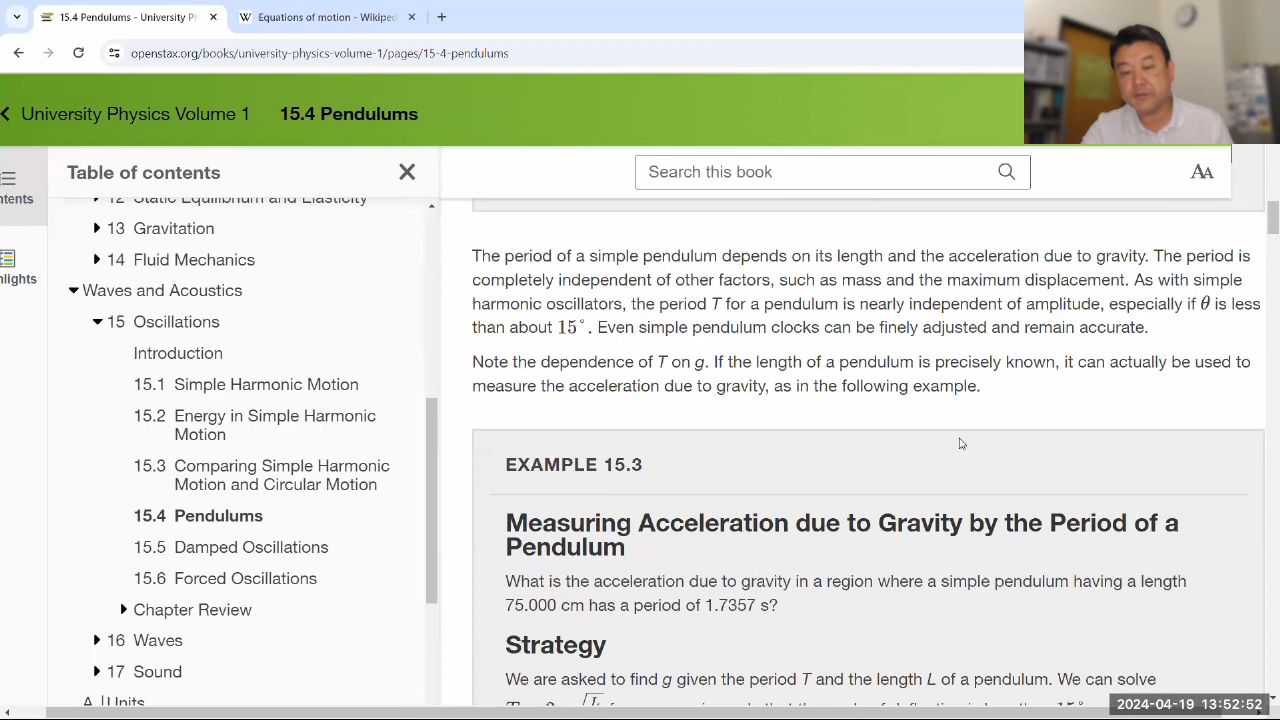 15.4 Pendulums - University P
Equations of motion - Wikiped
openstax.org/books/university-physics-volume-1/pages/15-4-pendulums
University Physics Volume 1
15.4 Pendulums
Table of contents
Search this book
AA
ntents
hlights
12 Static Equilibrium and Elasticity
13 Gravitation
14 Fluid Mechanics
Waves and Acoustics
15 Oscillations
Introduction
15.1 Simple Harmonic Motion
15.2 Energy in Simple Harmonic
Motion
15.3 Comparing Simple Harmonic
Motion and Circular Motion
15.4 Pendulums
15.5 Damped Oscillations
15.6 Forced Oscillations
Chapter Review
16 Waves
17 Sound
A | Units
The period of a simple pendulum depends on its length and the acceleration due to gravity. The period is
completely independent of other factors, such as mass and the maximum displacement. As with simple
harmonic oscillators, the period T for a pendulum is nearly independent of amplitude, especially if θ is less
than about 15°. Even simple pendulum clocks can be finely adjusted and remain accurate.
Note the dependence of T on g. If the length of a pendulum is precisely known, it can actually be used to
measure the acceleration due to gravity, as in the following example.
EXAMPLE 15.3
Measuring Acceleration due to Gravity by the Period of a
Pendulum
What is the acceleration due to gravity in a region where a simple pendulum having a length
75.000 cm has a period of 1.7357 s?
Strategy
We are asked to find g given the period T and the length L of a pendulum. We can solve
2024-04-19 13:52:52